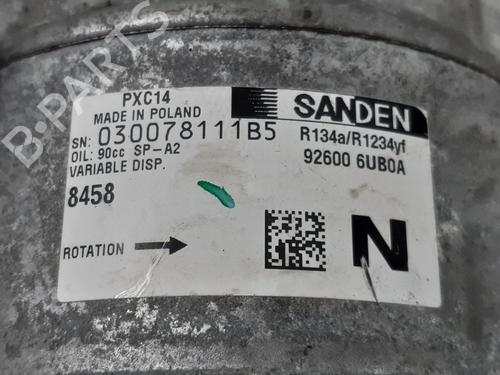 B-PARTS
PXC14
MADE IN POLAND
SN: 030078111B5
OIL: 90cc SP-A2
VARIABLE DISP.
8458
ROTATION
SANDEN
R134a/R1234yf
92600 6UB0A
N